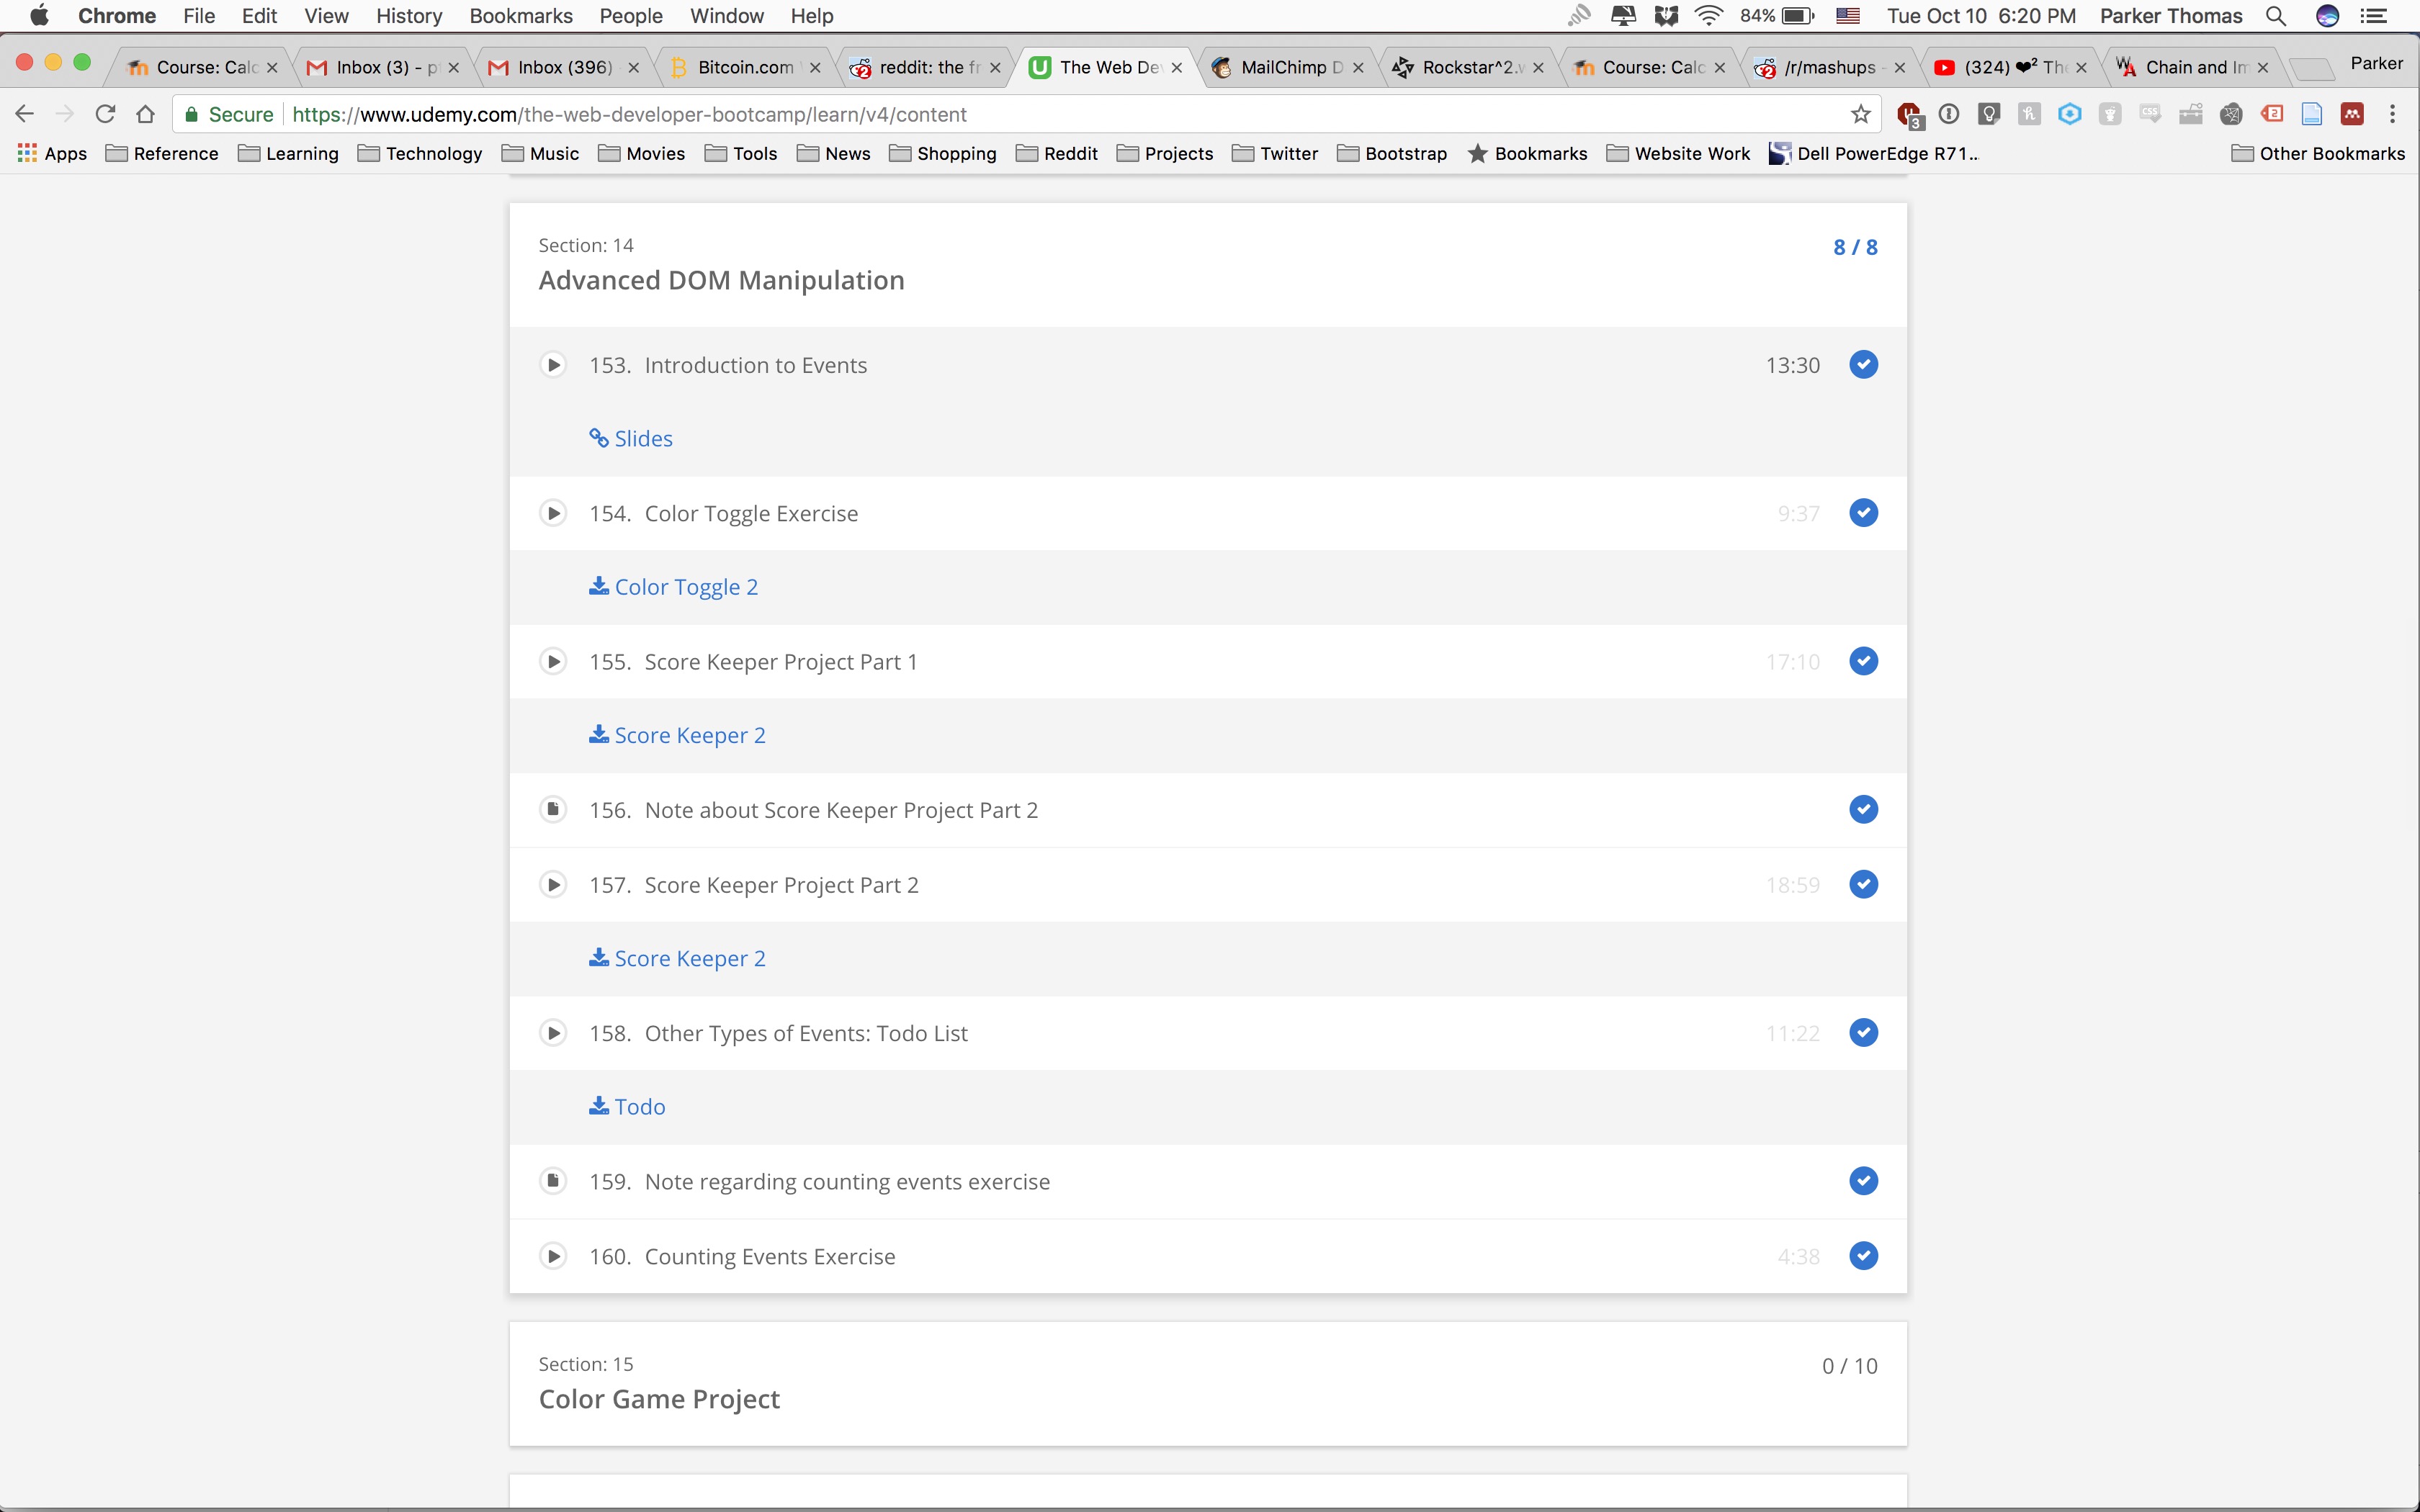 Chrome File Edit View History Bookmarks People Window Help 84% Tue Oct 10 6:20 PM Parker Thomas
Course: Calc Inbox (3) - p Inbox (396) Bitcoin.com reddit: the fr The Web Dev MailChimp D Rockstar^2.v Course: Calc /r/mashups - (324) ❤² The Chain and Im Parker
Secure https://www.udemy.com/the-web-developer-bootcamp/learn/v4/content 3
Apps Reference Learning Technology Music Movies Tools News Shopping Reddit Projects Twitter Bootstrap Bookmarks Website Work Dell PowerEdge R71... Other Bookmarks
Section: 14 8 / 8
Advanced DOM Manipulation
153. Introduction to Events 13:30
Slides
154. Color Toggle Exercise 9:37
Color Toggle 2
155. Score Keeper Project Part 1 17:10
Score Keeper 2
156. Note about Score Keeper Project Part 2
157. Score Keeper Project Part 2 18:59
Score Keeper 2
158. Other Types of Events: Todo List 11:22
Todo
159. Note regarding counting events exercise
160. Counting Events Exercise 4:38
Section: 15 0 / 10
Color Game Project